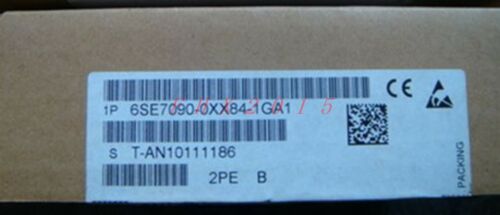 1P 6SE7090-0XX84-1GA1
S T-AN10111186
2PE B
CE
PACKING